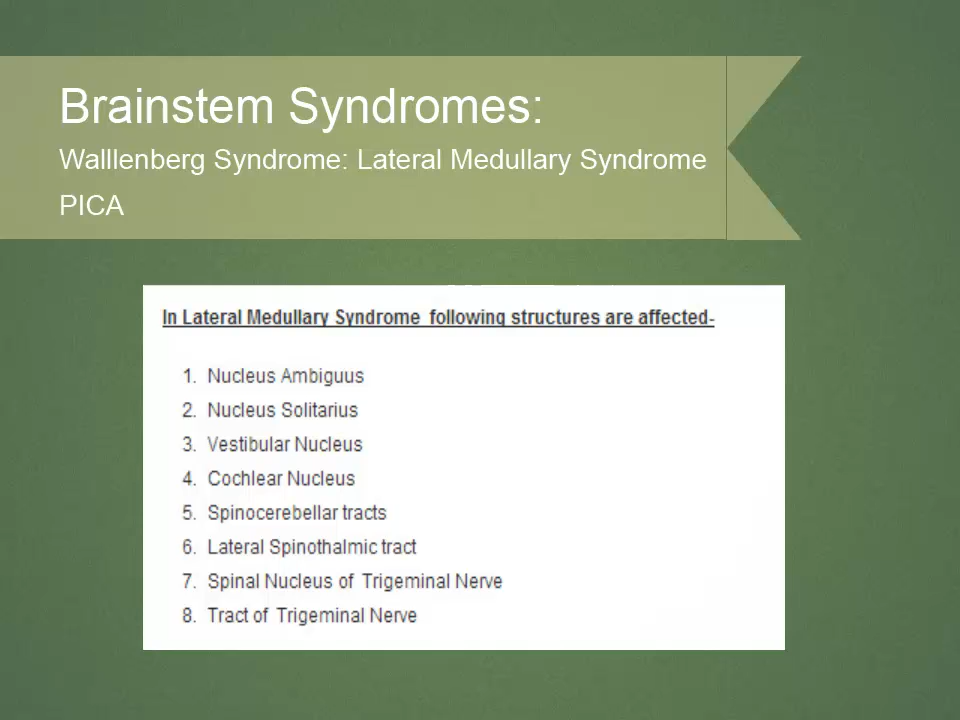 Brainstem Syndromes:
Walllenberg Syndrome: Lateral Medullary Syndrome
PICA
In Lateral Medullary Syndrome following structures are affected-
1. Nucleus Ambiguus
2. Nucleus Solitarius
3. Vestibular Nucleus
4. Cochlear Nucleus
5. Spinocerebellar tracts
6. Lateral Spinothalmic tract
7. Spinal Nucleus of Trigeminal Nerve
8. Tract of Trigeminal Nerve